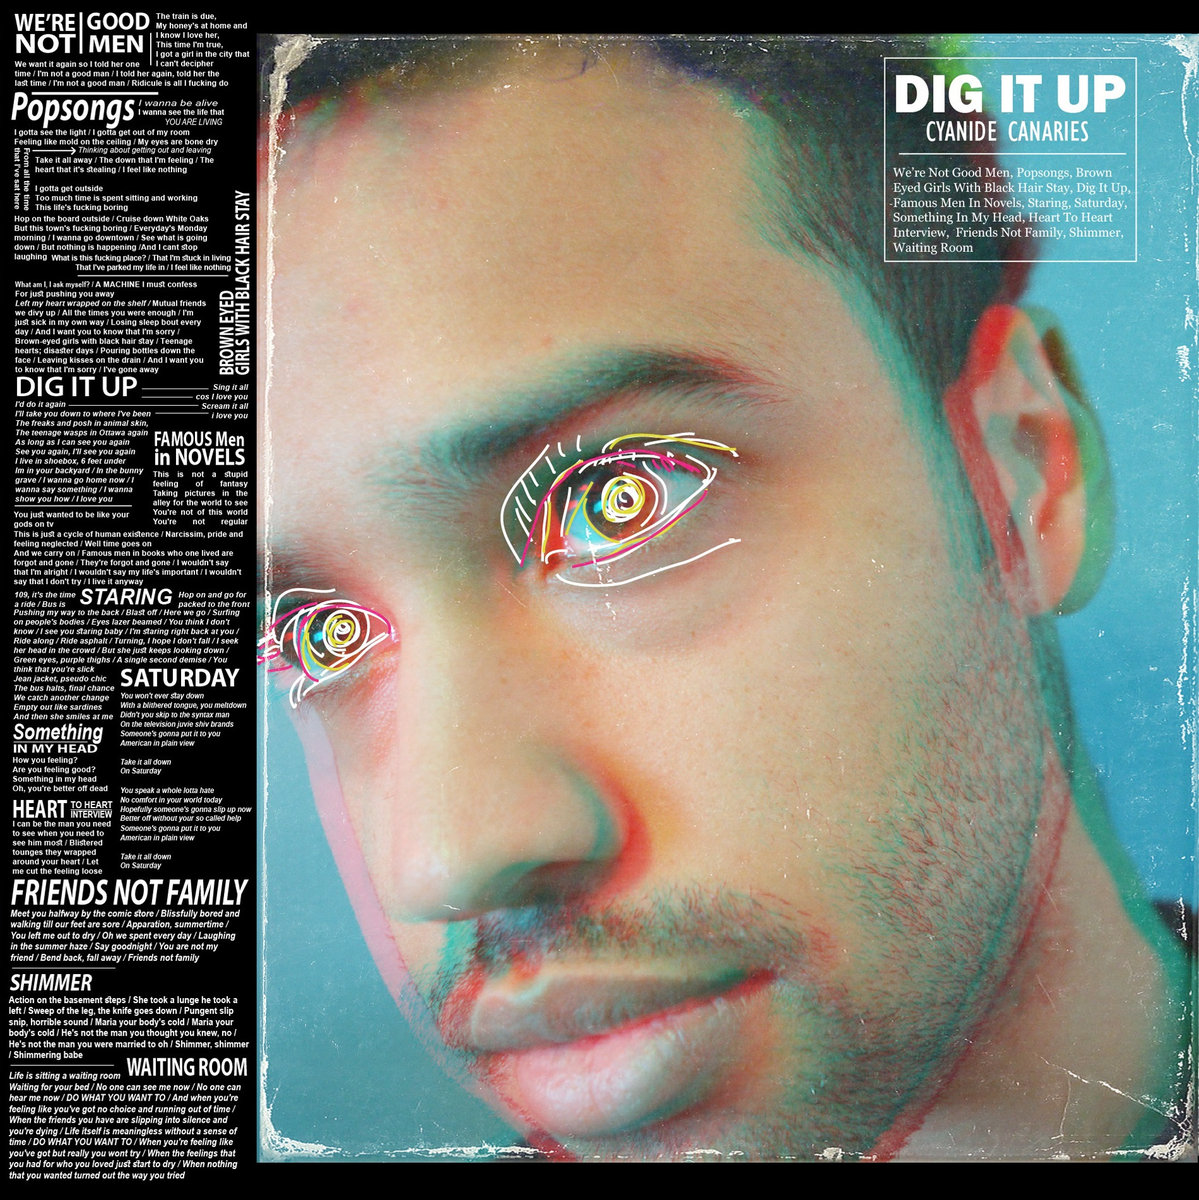 WE'RE NOT GOOD MEN
The train is due,
My honey's at home and
I know I love her,
This time I'm true,
I got a girl in the city that
I can't decipher
We want it again so I told her one
time / I'm not a good man / I told her again, told her the
last time / I'm not a good man / Ridicule is all I fucking do
Popsongs
I wanna be alive
I wanna see the life that
YOU ARE LIVING
I gotta see the light / I gotta get out of my room
Feeling like mold on the ceiling / My eyes are bone dry
Thinking about getting out and leaving
From all the time
that I've sat here
Take it all away / The down that I'm feeling / The
heart that it's stealing / I feel like nothing
I gotta get outside
Too much time is spent sitting and working
This life's fucking boring
Hop on the board outside / Cruise down White Oaks
But this town's fucking boring / Everyday's Monday
morning / I wanna go downtown / See what is going
down / But nothing is happening /And I cant stop
laughing What is this fucking place? / That I'm stuck in living
That I've parked my life in / I feel like nothing
BROWN EYED
GIRLS WITH BLACK HAIR STAY
What am I, I ask myself? / A MACHINE I must confess
For just pushing you away
Left my heart wrapped on the shelf / Mutual friends
we divy up / All the times you were enough / I'm
just sick in my own way / Losing sleep bout every
day / And I want you to know that I'm sorry /
Brown-eyed girls with black hair stay / Teenage
hearts; disaster days / Pouring bottles down the
face / Leaving kisses on the drain / And I want you
to know that I'm sorry / I've gone away
DIG IT UP
Sing it all
cos I love you
Scream it all
i love you
I'd do it again
I'll take you down to where I've been
The freaks and posh in animal skin,
The teenage wasps in Ottawa again
As long as I can see you again
See you again, I'll see you again
I live in shoebox, 6 feet under
Im in your backyard / In the bunny
grave / I wanna go home now / I
wanna say something / I wanna
show you how / I love you
FAMOUS Men
in NOVELS
This is not a stupid
feeling of fantasy
Taking pictures in the
alley for the world to see
You're not of this world
You're not regular
You just wanted to be like your
gods on tv
This is just a cycle of human existence / Narcissim, pride and
feeling neglected / Well time goes on
And we carry on / Famous men in books who one lived are
forgot and gone / They're forgot and gone / I wouldn't say
that I'm alright / I wouldn't say my life's important / I wouldn't
say that I don't try / I live it anyway
STARING
109, it's the time
a ride / Bus is
Hop on and go for
packed to the front
Pushing my way to the back / Blast off / Here we go / Surfing
on people's bodies / Eyes lazer beamed / You think I don't
know / I see you staring baby / I'm staring right back at you /
Ride along / Ride asphalt / Turning, I hope I don't fall / I seek
her head in the crowd / But she just keeps looking down /
Green eyes, purple thighs / A single second demise / You
think that you're slick
Jean jacket, pseudo chic
The bus halts, final chance
We catch another change
Empty out like sardines
And then she smiles at me
SATURDAY
You won't ever stay down
With a blithered tongue, you meltdown
Didn't you skip to the syntax man
On the television juvie shiv brands
Someone's gonna put it to you
American in plain view
Take it all down
On Saturday
You speak a whole lotta hate
No comfort in your world today
Hopefully someone's gonna slip up now
Better off without your so called help
Someone's gonna put it to you
American in plain view
Take it all down
On Saturday
Something
IN MY HEAD
How you feeling?
Are you feeling good?
Something in my head
Oh, you're better off dead
HEART TO HEART INTERVIEW
I can be the man you need
to see when you need to
see him most / Blistered
tounges they wrapped
around your heart / Let
me cut the feeling loose
FRIENDS NOT FAMILY
Meet you halfway by the comic store / Blissfully bored and
walking till our feet are sore / Apparation, summertime /
You left me out to dry / Oh we spent every day / Laughing
in the summer haze / Say goodnight / You are not my
friend / Bend back, fall away / Friends not family
SHIMMER
Action on the basement steps / She took a lunge he took a
left / Sweep of the leg, the knife goes down / Pungent slip
snip, horrible sound / Maria your body's cold / Maria your
body's cold / He's not the man you thought you knew, no /
He's not the man you were married to oh / Shimmer, shimmer
/ Shimmering babe
WAITING ROOM
Life is sitting a waiting room
Waiting for your bed / No one can see me now / No one can
hear me now / DO WHAT YOU WANT TO / And when you're
feeling like you've got no choice and running out of time /
When the friends you have are slipping into silence and
you're dying / Life itself is meaningless without a sense of
time / DO WHAT YOU WANT TO / When you're feeling like
you've got but really you wont try / When the feelings that
you had for who you loved just start to dry / When nothing
that you wanted turned out the way you tried
DIG IT UP
CYANIDE CANARIES
We're Not Good Men, Popsongs, Brown
Eyed Girls With Black Hair Stay, Dig It Up,
Famous Men In Novels, Staring, Saturday,
Something In My Head, Heart To Heart
Interview, Friends Not Family, Shimmer,
Waiting Room